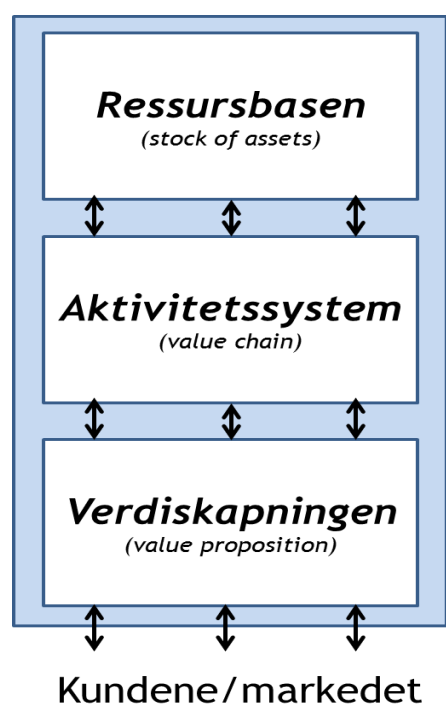 Ressursbasen
(stock of assets)
Aktivitetssystem
(value chain)
Verdiskapningen
(value proposition)
Kundene/markedet